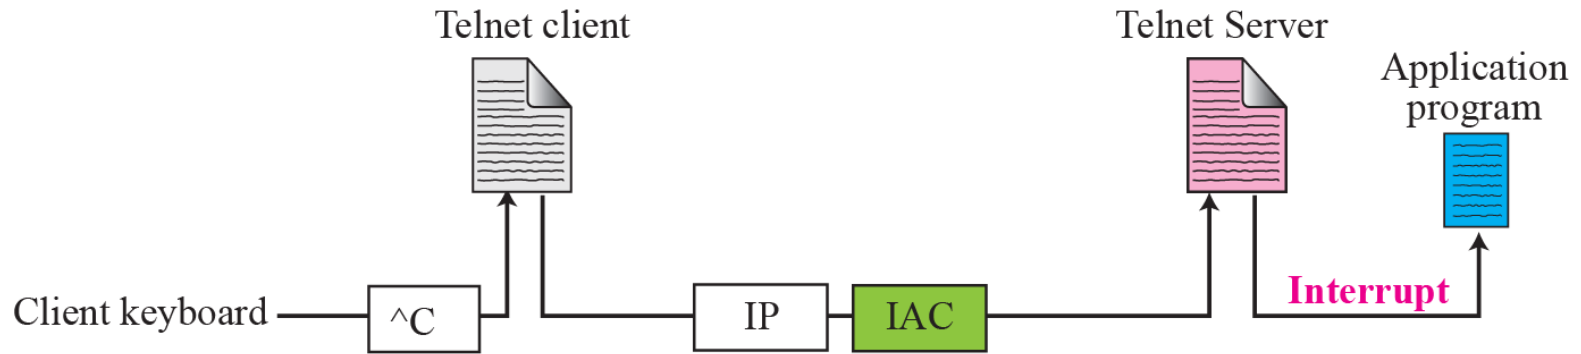 Telnet client
Telnet Server
Application
program
Client keyboard
^C
IP
IAC
Interrupt